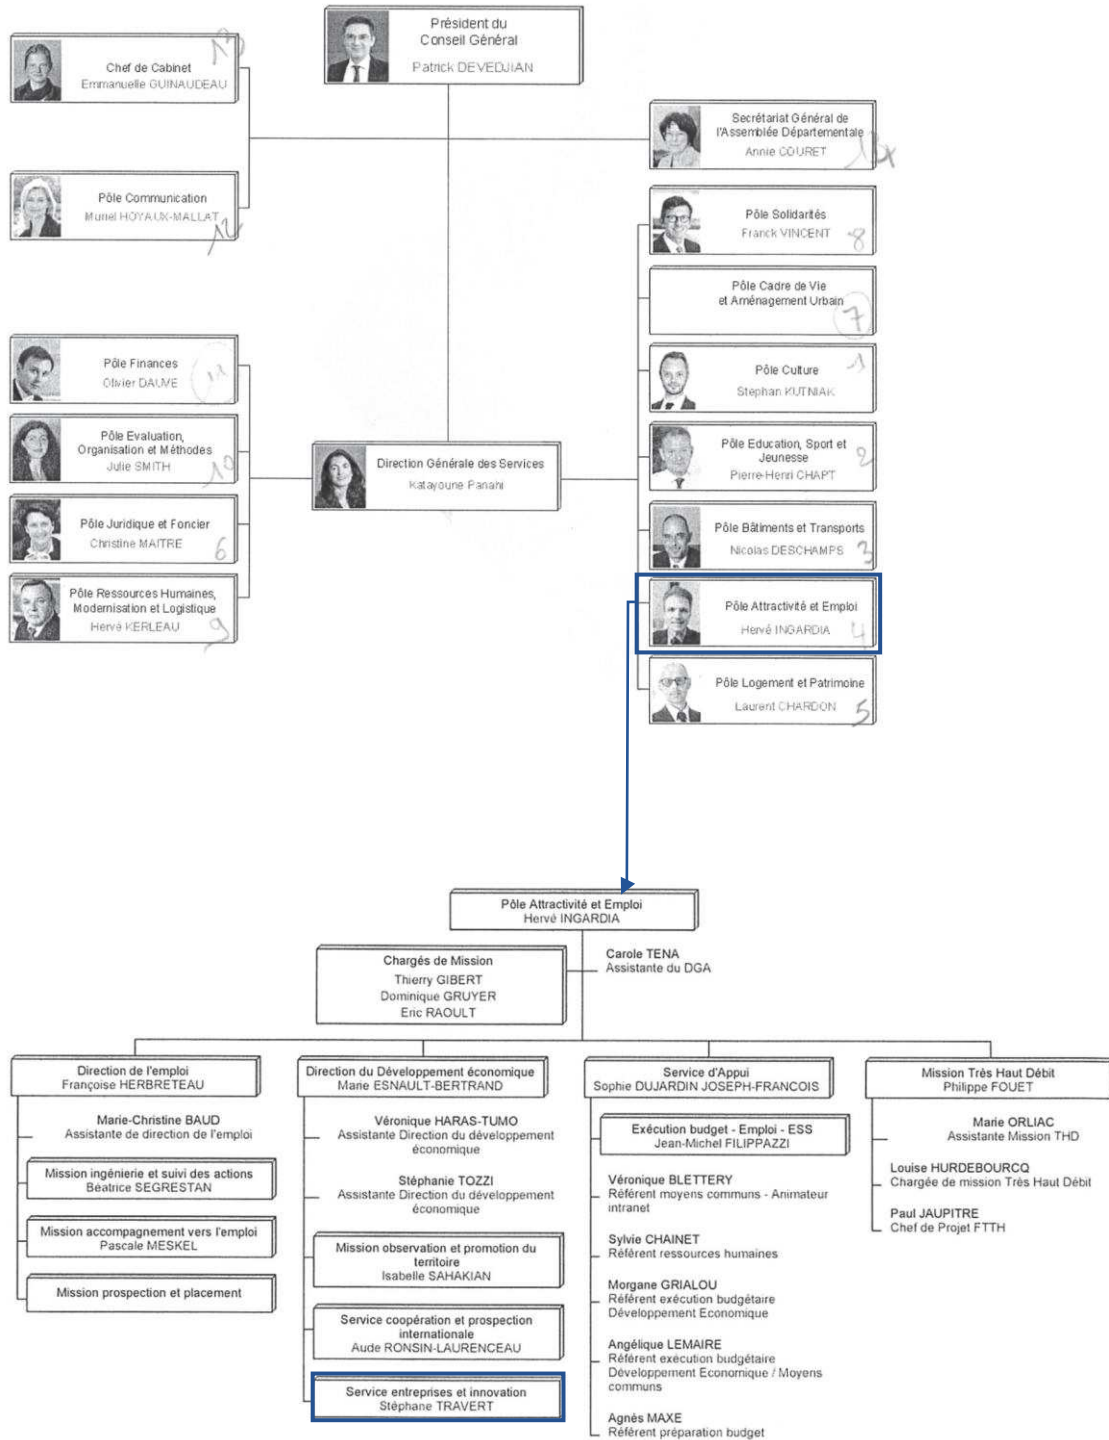 Président du
Conseil Général
Patrick DEVEDJIAN
Chef de Cabinet
Emmanuelle GUINAUDEAU
13
Secrétariat Général de
l'Assemblée Départementale
Annie COURET
Pôle Communication
Muriel HOYAUX-MALLAT
12
Pôle Solidarités
Franck VINCENT
8
Pôle Cadre de Vie
et Aménagement Urbain
7
Pôle Finances
Olivier DAUVE
11
Pôle Culture
Stephan KUTNIAK
1
Pôle Evaluation,
Organisation et Méthodes
Julie SMITH
10
Direction Générale des Services
Katayoune Panahi
Pôle Education, Sport et
Jeunesse
Pierre-Henri CHAPT
2
Pôle Juridique et Foncier
Christine MAITRE
6
Pôle Bâtiments et Transports
Nicolas DESCHAMPS
3
Pôle Ressources Humaines,
Modernisation et Logistique
Hervé KERLEAU
9
Pôle Attractivité et Emploi
Hervé INGARDIA
4
Pôle Logement et Patrimoine
Laurent CHARDON
5
Pôle Attractivité et Emploi
Hervé INGARDIA
Chargés de Mission
Thierry GIBERT
Dominique GRUYER
Eric RAOULT
Carole TENA
Assistante du DGA
Direction de l'emploi
Françoise HERBRETEAU
Marie-Christine BAUD
Assistante de direction de l'emploi
Mission ingénierie et suivi des actions
Béatrice SEGRESTAN
Mission accompagnement vers l'emploi
Pascale MESKEL
Mission prospection et placement
Direction du Développement économique
Marie ESNAULT-BERTRAND
Véronique HARAS-TUMO
Assistante Direction du développement
économique
Stéphanie TOZZI
Assistante Direction du développement
économique
Mission observation et promotion du
territoire
Isabelle SAHAKIAN
Service coopération et prospection
internationale
Aude RONSIN-LAURENCEAU
Service entreprises et innovation
Stéphane TRAVERT
Service d'Appui
Sophie DUJARDIN JOSEPH-FRANCOIS
Exécution budget - Emploi - ESS
Jean-Michel FILIPPAZZI
Véronique BLETTERY
Référent moyens communs - Animateur
intranet
Sylvie CHAINET
Référent ressources humaines
Morgane GRIALOU
Référent exécution budgétaire
Développement Economique
Angélique LEMAIRE
Référent exécution budgétaire
Développement Economique / Moyens
communs
Agnès MAXE
Référent préparation budget
Mission Très Haut Débit
Philippe FOUET
Marie ORLIAC
Assistante Mission THD
Louise HURDEBOURCQ
Chargée de mission Très Haut Débit
Paul JAUPITRE
Chef de Projet FTTH